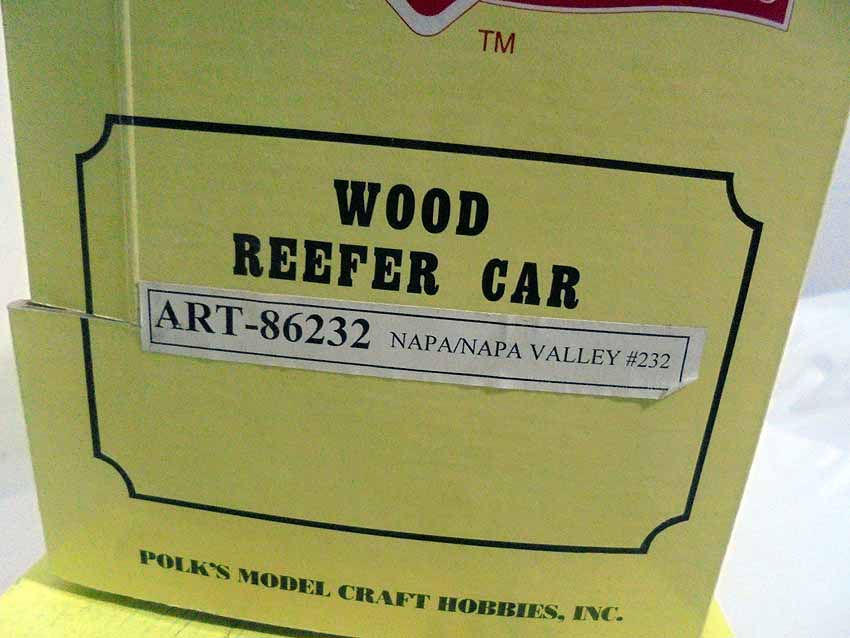 TM
WOOD
REEFER CAR
ART-86232 NAPA/NAPA VALLEY #232
POLK'S MODEL CRAFT HOBBIES, INC.